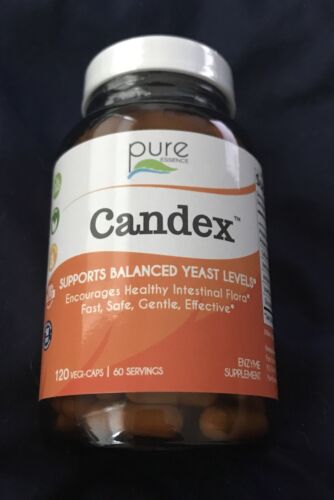 pure
ESSENCE
Candex™
SUPPORTS BALANCED YEAST LEVELS*
Encourages Healthy Intestinal Flora*
Fast, Safe, Gentle, Effective*
120 VEGI-CAPS | 60 SERVINGS
ENZYME
SUPPLEMENT